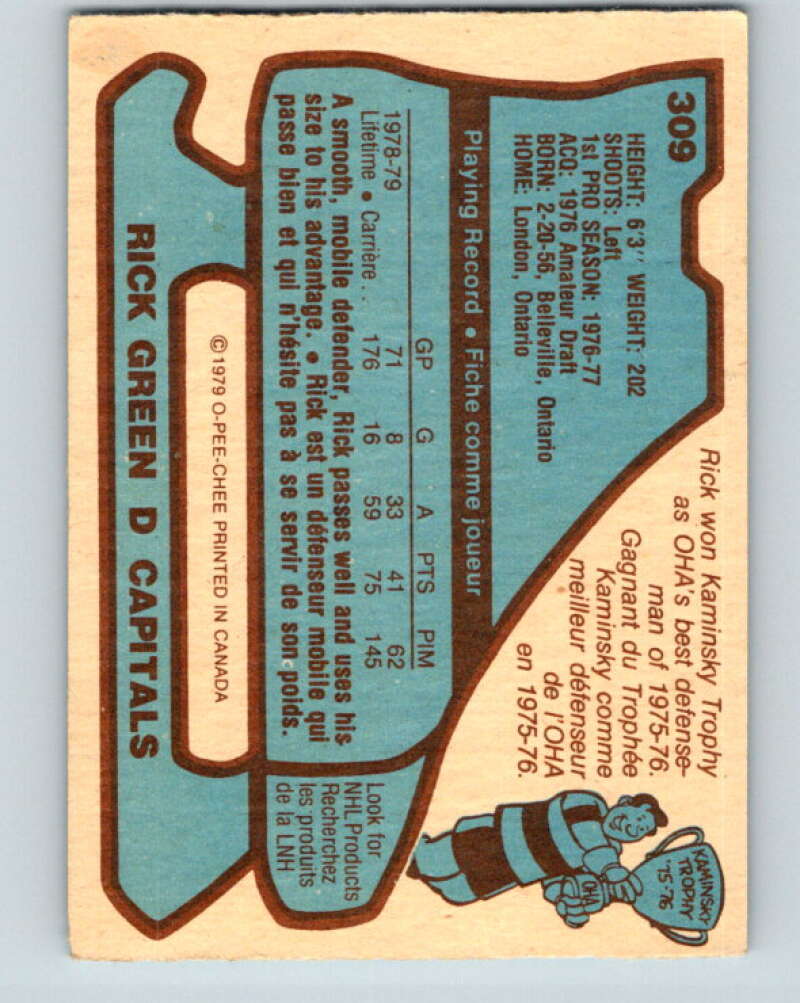 309
HEIGHT: 6'3" WEIGHT: 202
SHOOTS: Left
1st PRO SEASON: 1976-77
ACQ: 1976 Amateur Draft
BORN: 2-20-56, Belleville, Ontario
HOME: London, Ontario
Rick won Kaminsky Trophy
as OHA's best defense-
man of 1975-76.
Gagnant du Trophée
Kaminsky comme
meilleur défenseur
de l'OHA
en 1975-76.
KAMINSKY
TROPHY
'75-'76
OHA
Playing Record • Fiche comme joueur
GP G A PTS PIM
1978-79 71 8 33 41 62
Lifetime • Carrière . . 176 16 59 75 145
A smooth, mobile defender, Rick passes well and uses his
size to his advantage. • Rick est un défenseur mobile qui
passe bien et qui n'hésite pas à se servir de son poids.
Look for
NHL Products
Recherchez
les produits
de la LNH
©1979 O-PEE-CHEE PRINTED IN CANADA
RICK GREEN D CAPITALS